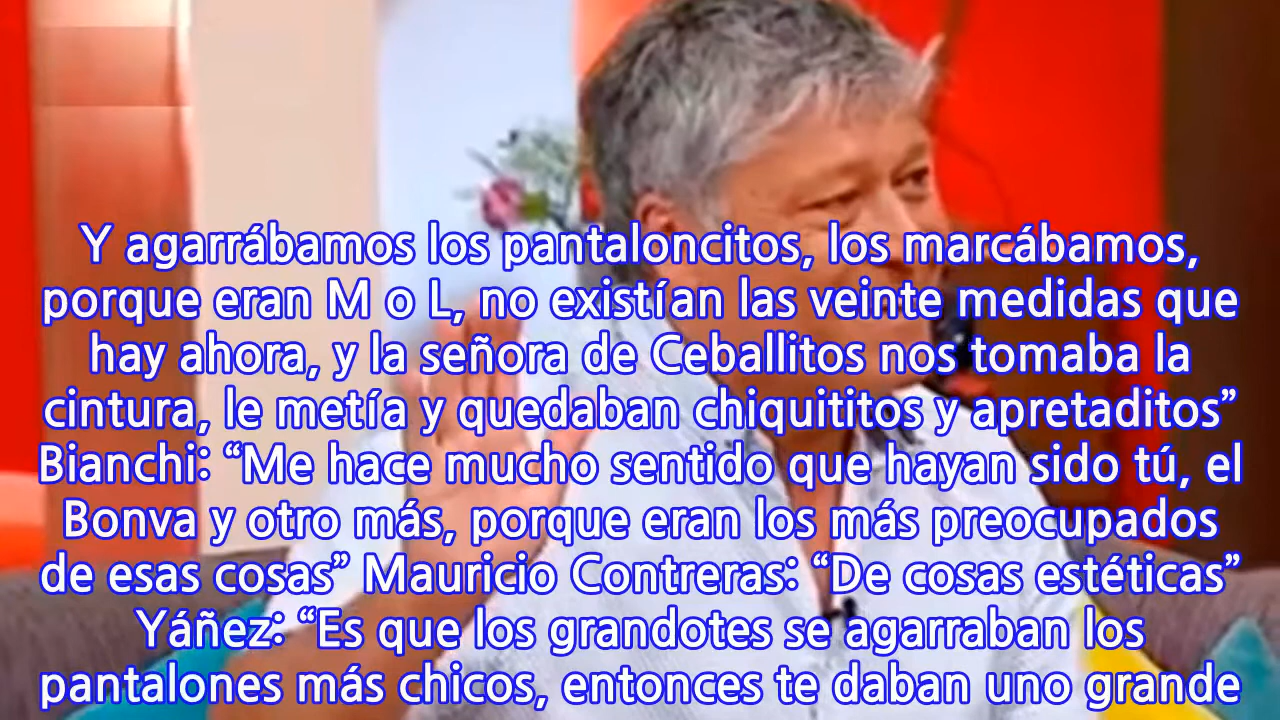 Y agarrábamos los pantaloncitos, los marcábamos,
porque eran M o L, no existían las veinte medidas que
hay ahora, y la señora de Ceballitos nos tomaba la
cintura, le metía y quedaban chiquititos y apretaditos”
Bianchi: “Me hace mucho sentido que hayan sido tú, el
Bonva y otro más, porque eran los más preocupados
de esas cosas” Mauricio Contreras: “De cosas estéticas”
Yáñez: “Es que los grandotes se agarraban los
pantalones más chicos, entonces te daban uno grande